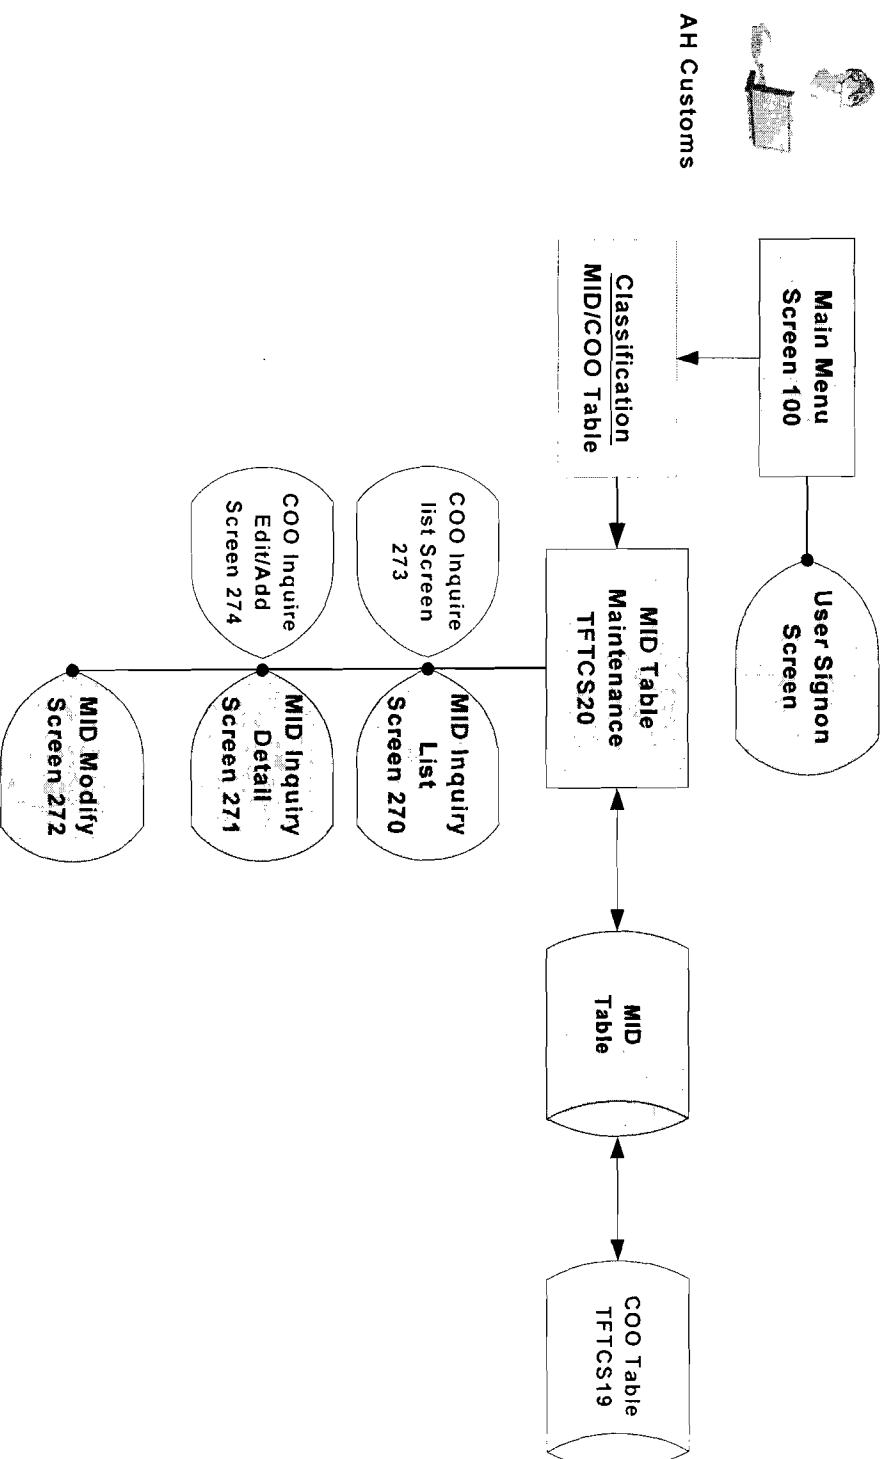 AH Customs
Main Menu
Screen 100
User Signon
Screen
Classification
MID/COO Table
MID Table
Maintenance
TFTCS20
MID
Table
COO Table
TFTCS19
COO Inquire
list Screen
273
MID Inquiry
List
Screen 270
COO Inquire
Edit/Add
Screen 274
MID Inquiry
Detail
Screen 271
MID Modify
Screen 272